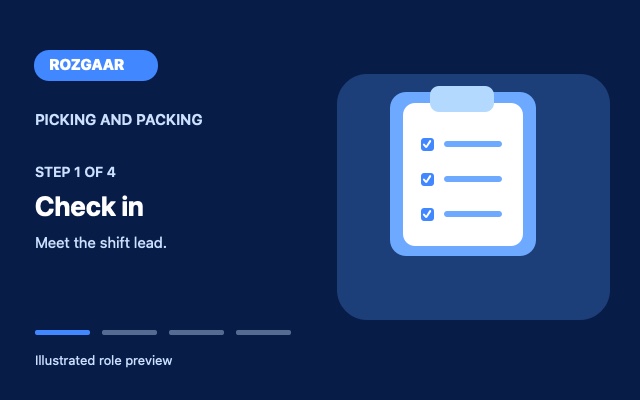 ROZGAAR
PICKING AND PACKING
STEP 1 OF 4
Check in
Meet the shift lead.
Illustrated role preview